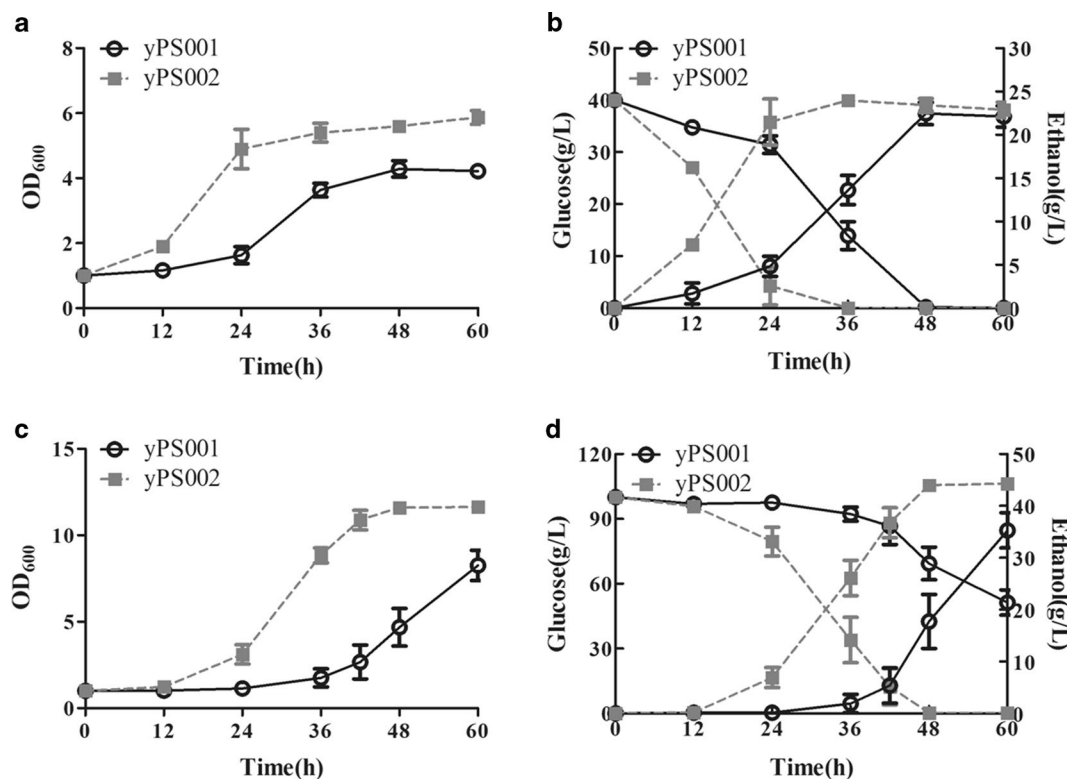 a
yPS001
yPS002
8
6
4
2
0
OD600
0 12 24 36 48 60
Time(h)
b
yPS001
yPS002
50
40
30
20
10
0
Glucose(g/L)
30
25
20
15
10
5
0
Ethanol(g/L)
0 12 24 36 48 60
Time(h)
c
yPS001
yPS002
15
10
5
0
OD600
0 12 24 36 48 60
Time(h)
d
yPS001
yPS002
120
90
60
30
0
Glucose(g/L)
50
40
30
20
10
0
Ethanol(g/L)
0 12 24 36 48 60
Time(h)